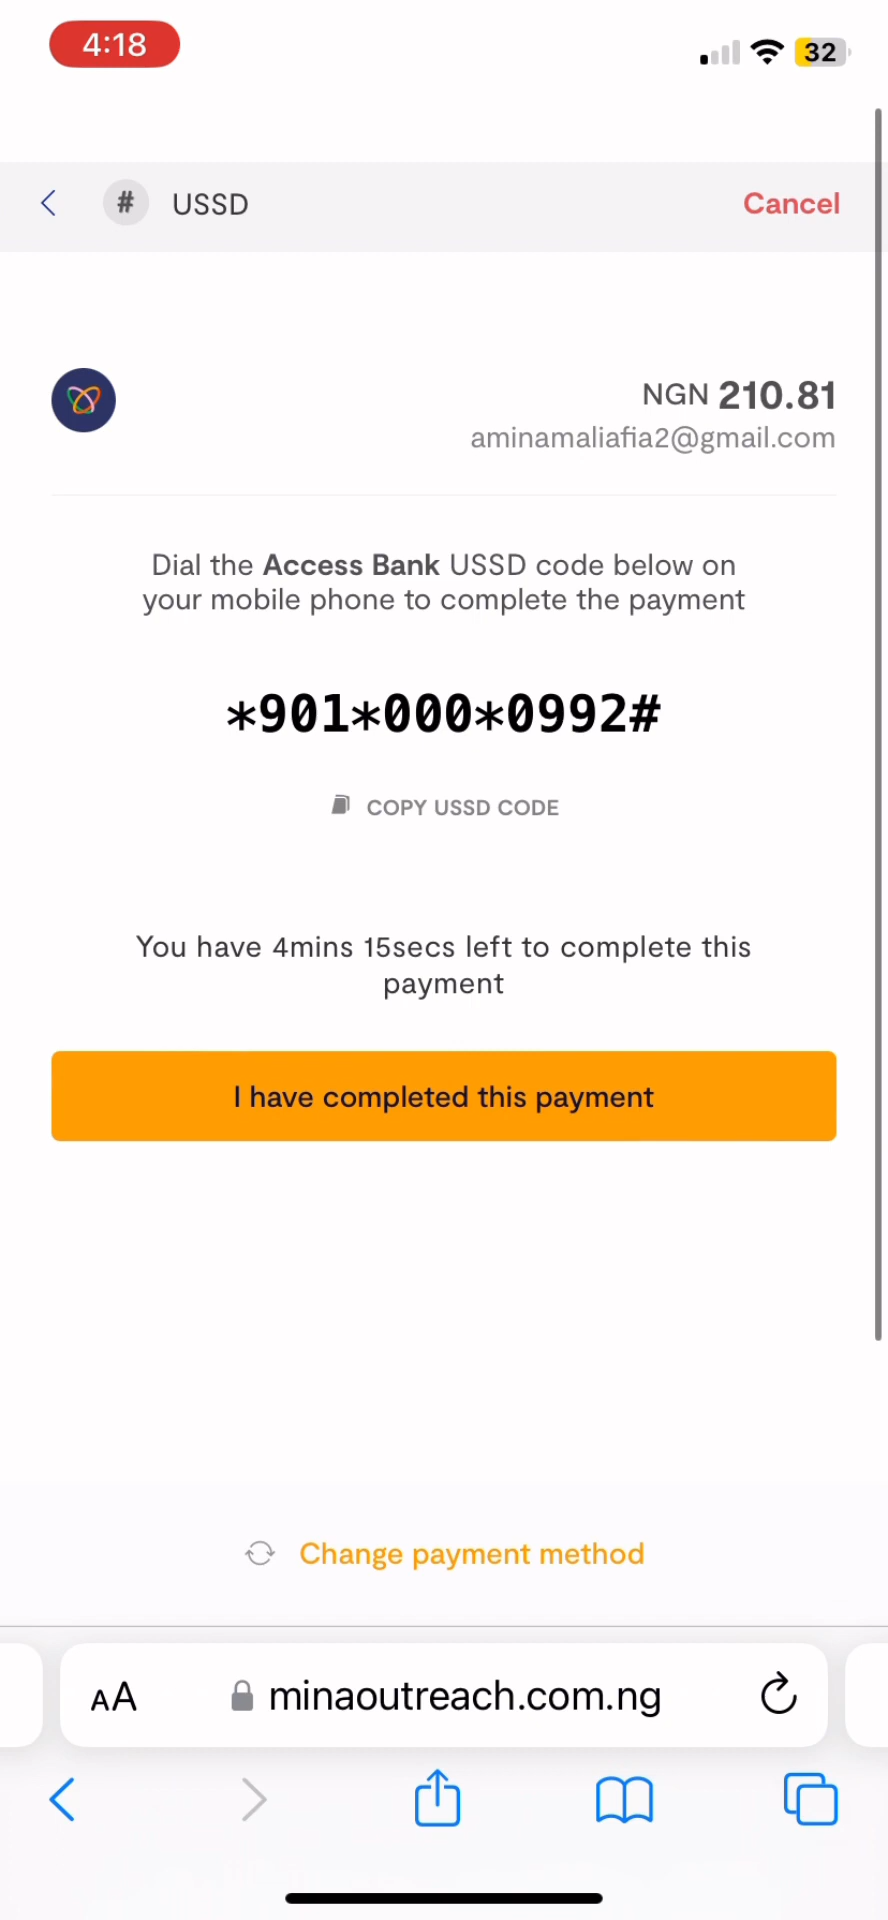 4:18
32
# USSD
Cancel
NGN 210.81
aminamaliafia2@gmail.com
Dial the Access Bank USSD code below on
your mobile phone to complete the payment
*901*000*0992#
COPY USSD CODE
You have 4mins 15secs left to complete this
payment
I have completed this payment
Change payment method
AA minaoutreach.com.ng